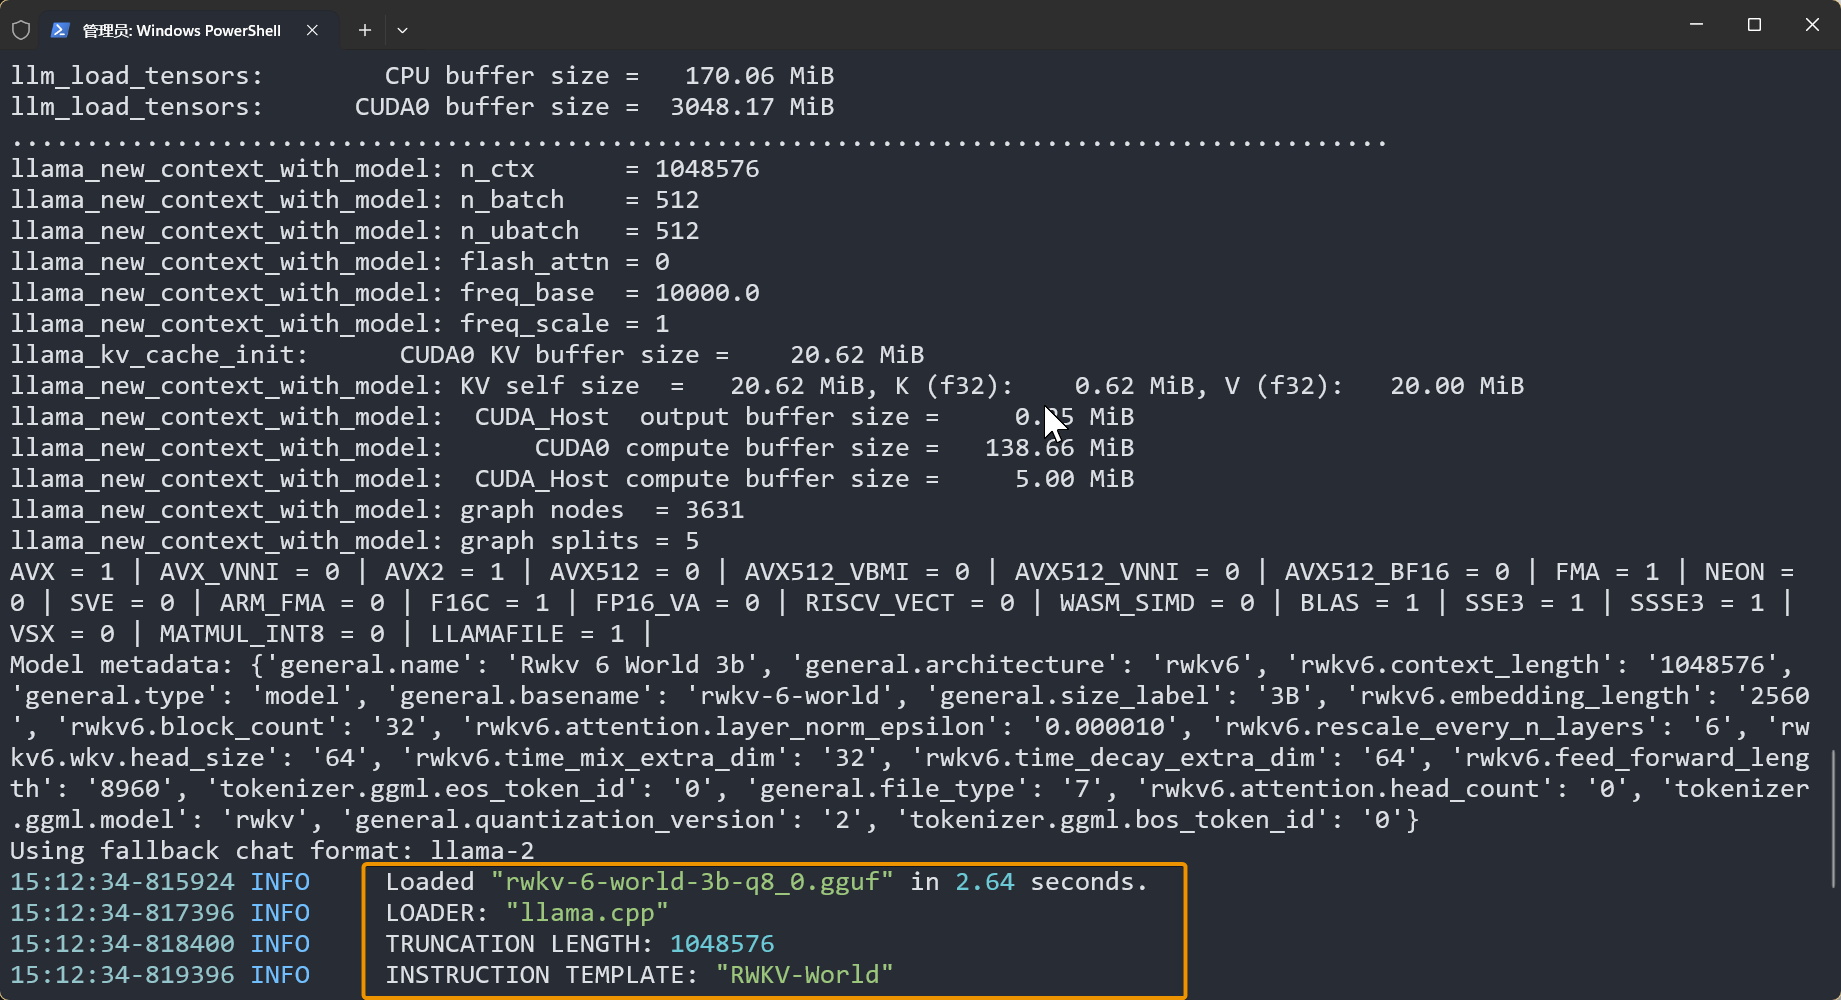 管理员: Windows PowerShell
llm_load_tensors:        CPU buffer size =   170.06 MiB
llm_load_tensors:      CUDA0 buffer size =  3048.17 MiB
............................................................................................
llama_new_context_with_model: n_ctx      = 1048576
llama_new_context_with_model: n_batch    = 512
llama_new_context_with_model: n_ubatch   = 512
llama_new_context_with_model: flash_attn = 0
llama_new_context_with_model: freq_base  = 10000.0
llama_new_context_with_model: freq_scale = 1
llama_kv_cache_init:      CUDA0 KV buffer size =    20.62 MiB
llama_new_context_with_model: KV self size  =   20.62 MiB, K (f32):    0.62 MiB, V (f32):   20.00 MiB
llama_new_context_with_model:  CUDA_Host  output buffer size =     MiB
llama_new_context_with_model:      CUDA0 compute buffer size =   138.66 MiB
llama_new_context_with_model:  CUDA_Host compute buffer size =     5.00 MiB
llama_new_context_with_model: graph nodes  = 3631
llama_new_context_with_model: graph splits = 5
AVX = 1 | AVX_VNNI = 0 | AVX2 = 1 | AVX512 = 0 | AVX512_VBMI = 0 | AVX512_VNNI = 0 | AVX512_BF16 = 0 | FMA = 1 | NEON =
0 | SVE = 0 | ARM_FMA = 0 | F16C = 1 | FP16_VA = 0 | RISCV_VECT = 0 | WASM_SIMD = 0 | BLAS = 1 | SSE3 = 1 | SSSE3 = 1 |
VSX = 0 | MATMUL_INT8 = 0 | LLAMAFILE = 1 |
Model metadata: {'general.name': 'Rwkv 6 World 3b', 'general.architecture': 'rwkv6', 'rwkv6.context_length': '1048576',
'general.type': 'model', 'general.basename': 'rwkv-6-world', 'general.size_label': '3B', 'rwkv6.embedding_length': '2560
', 'rwkv6.block_count': '32', 'rwkv6.attention.layer_norm_epsilon': '0.000010', 'rwkv6.rescale_every_n_layers': '6', 'rw
kv6.wkv.head_size': '64', 'rwkv6.time_mix_extra_dim': '32', 'rwkv6.time_decay_extra_dim': '64', 'rwkv6.feed_forward_leng
th': '8960', 'tokenizer.ggml.eos_token_id': '0', 'general.file_type': '7', 'rwkv6.attention.head_count': '0', 'tokenizer
.ggml.model': 'rwkv', 'general.quantization_version': '2', 'tokenizer.ggml.bos_token_id': '0'}
Using fallback chat format: llama-2
15:12:34-815924 INFO     Loaded "rwkv-6-world-3b-q8_0.gguf" in 2.64 seconds.
15:12:34-817396 INFO     LOADER: "llama.cpp"
15:12:34-818400 INFO     TRUNCATION LENGTH: 1048576
15:12:34-819396 INFO     INSTRUCTION TEMPLATE: "RWKV-World"